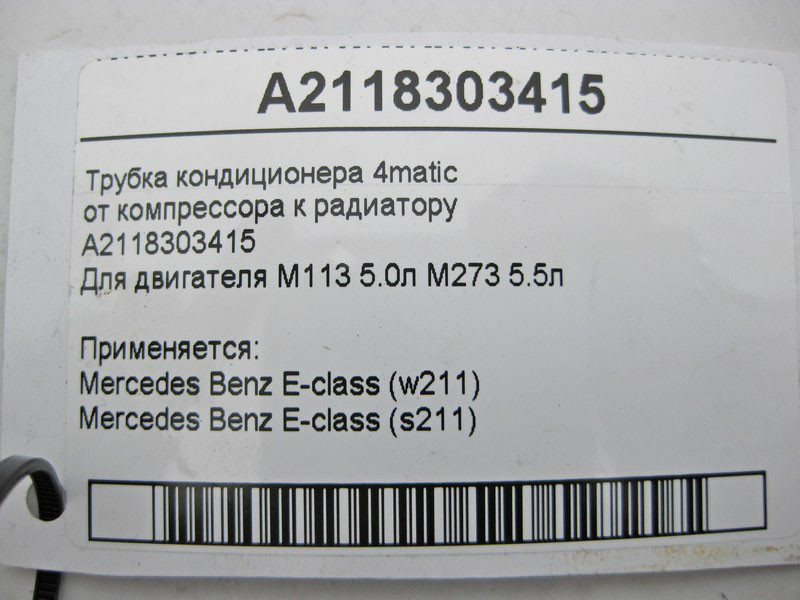 A2118303415
Трубка кондиционера 4matic
от компрессора к радиатору
A2118303415
Для двигателя M113 5.0л M273 5.5л
Применяется:
Mercedes Benz E-class (w211)
Mercedes Benz E-class (s211)